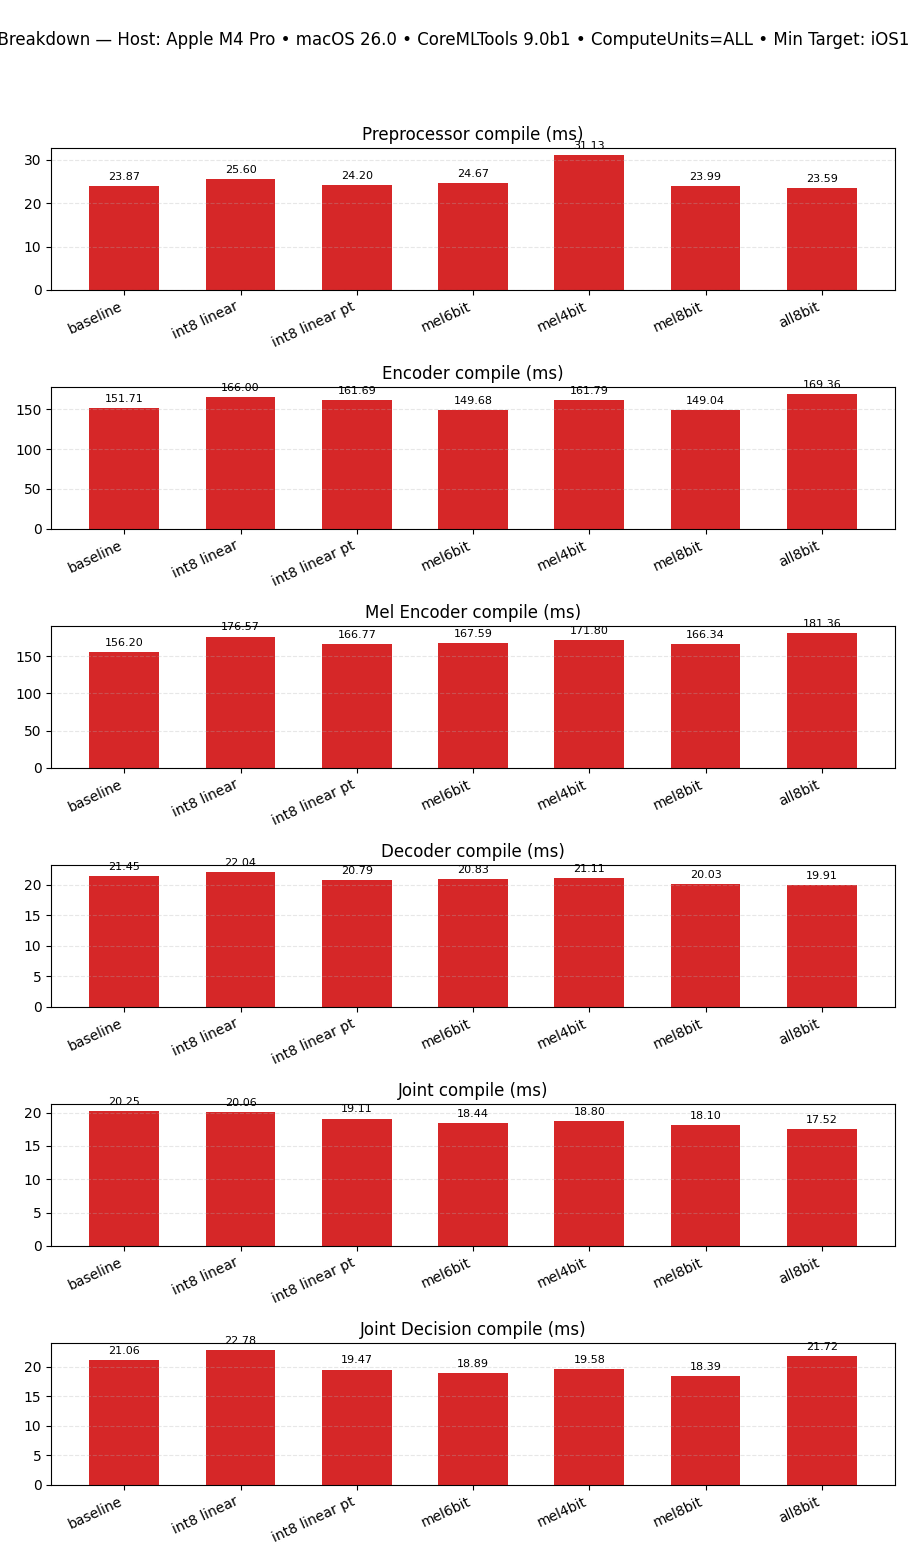 Breakdown — Host: Apple M4 Pro • macOS 26.0 • CoreMLTools 9.0b1 • ComputeUnits=ALL • Min Target: iOS1
Preprocessor compile (ms)
30
20
10
0
23.87 25.60 24.20 24.67 31.13 23.99 23.59
baseline int8 linear int8 linear pt mel6bit mel4bit mel8bit all8bit
Encoder compile (ms)
150
100
50
0
151.71 166.00 161.69 149.68 161.79 149.04 169.36
baseline int8 linear int8 linear pt mel6bit mel4bit mel8bit all8bit
Mel Encoder compile (ms)
150
100
50
0
156.20 176.57 166.77 167.59 171.80 166.34 181.36
baseline int8 linear int8 linear pt mel6bit mel4bit mel8bit all8bit
Decoder compile (ms)
20
15
10
5
0
21.45 22.04 20.79 20.83 21.11 20.03 19.91
baseline int8 linear int8 linear pt mel6bit mel4bit mel8bit all8bit
Joint compile (ms)
20
15
10
5
0
20.25 20.06 19.11 18.44 18.80 18.10 17.52
baseline int8 linear int8 linear pt mel6bit mel4bit mel8bit all8bit
Joint Decision compile (ms)
20
15
10
5
0
21.06 22.78 19.47 18.89 19.58 18.39 21.72
baseline int8 linear int8 linear pt mel6bit mel4bit mel8bit all8bit